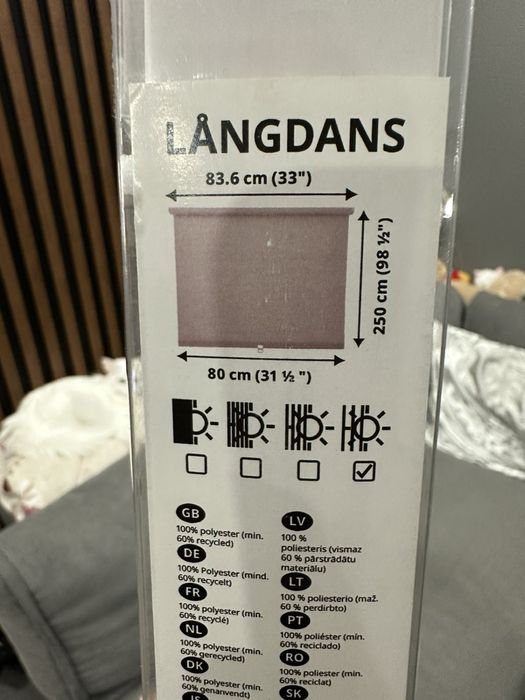 LÅNGDANS
83.6 cm (33")
250 cm (98 ½")
80 cm (31 ½ ")
GB
100% polyester (min.
60% recycled)
DE
100% Polyester (mind.
60% recycelt)
FR
100% polyester (min.
60% recyclé)
NL
100% polyester (min.
60% gerecycled)
DK
100% polyester (min.
60% genanvendt)
IS
LV
100 %
poliesteris (vismaz
60 % pārstrādātu
materiālu)
LT
100 % poliesterio (maž.
60 % perdirbto)
PT
100% poliéster (mín.
60% reciclado)
RO
100% poliester (min.
60% reciclat)
SK